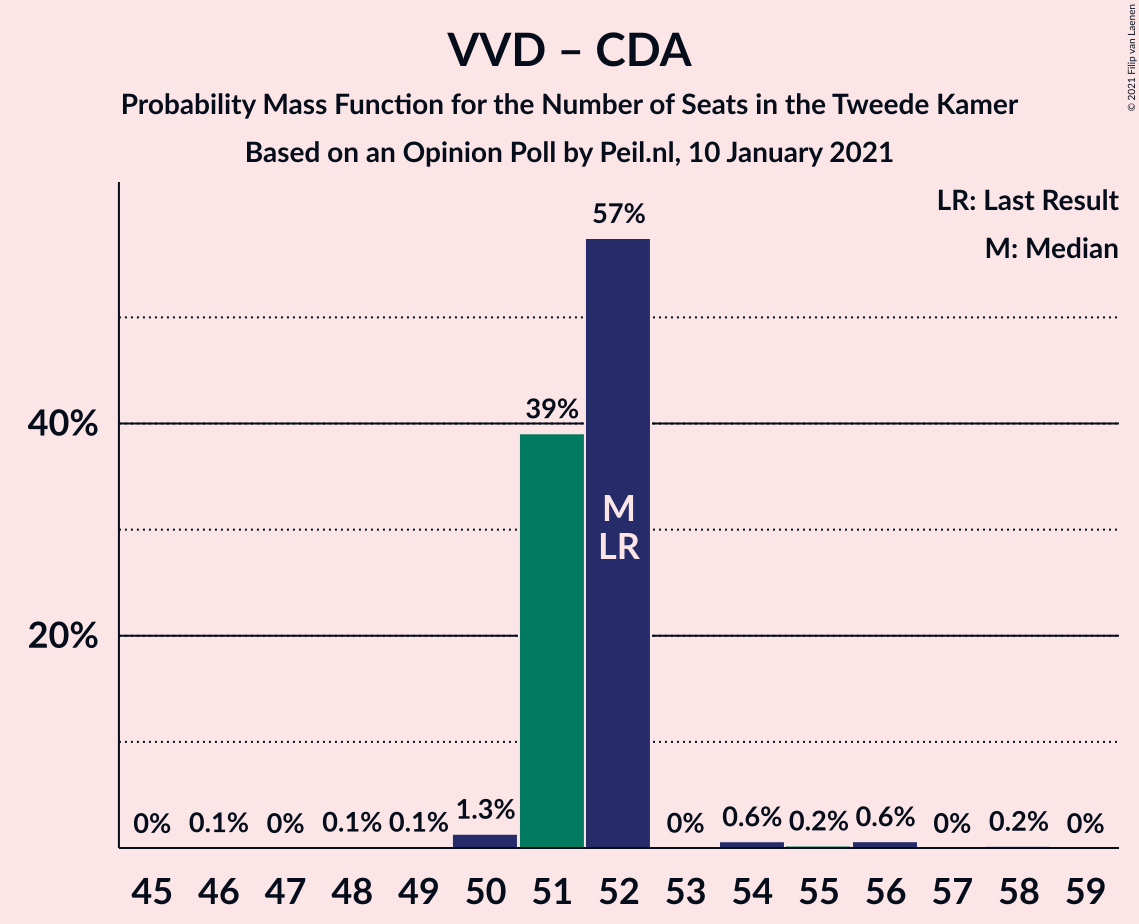 VVD – CDA
Probability Mass Function for the Number of Seats in the Tweede Kamer
Based on an Opinion Poll by Peil.nl, 10 January 2021
© 2021 Filip van Laenen
LR: Last Result
M: Median
57%
39%
40%
M
LR
20%
0% 0.1% 0% 0.1% 0.1% 1.3% 0% 0.6% 0.2% 0.6% 0% 0.2% 0%
45 46 47 48 49 50 51 52 53 54 55 56 57 58 59